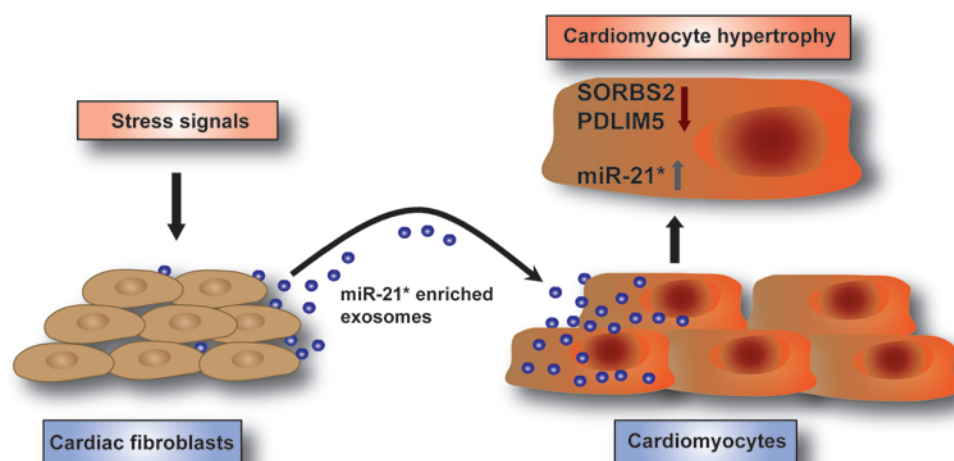 Cardiomyocyte hypertrophy
SORBS2
PDLIM5
miR-21*
Stress signals
miR-21* enriched
exosomes
Cardiac fibroblasts
Cardiomyocytes